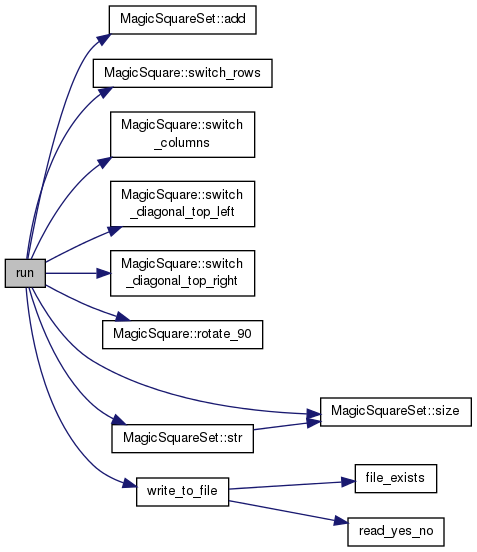 MagicSquareSet::add
MagicSquare::switch_rows
MagicSquare::switch
_columns
MagicSquare::switch
_diagonal_top_left
run
MagicSquare::switch
_diagonal_top_right
MagicSquare::rotate_90
MagicSquareSet::size
MagicSquareSet::str
write_to_file
file_exists
read_yes_no